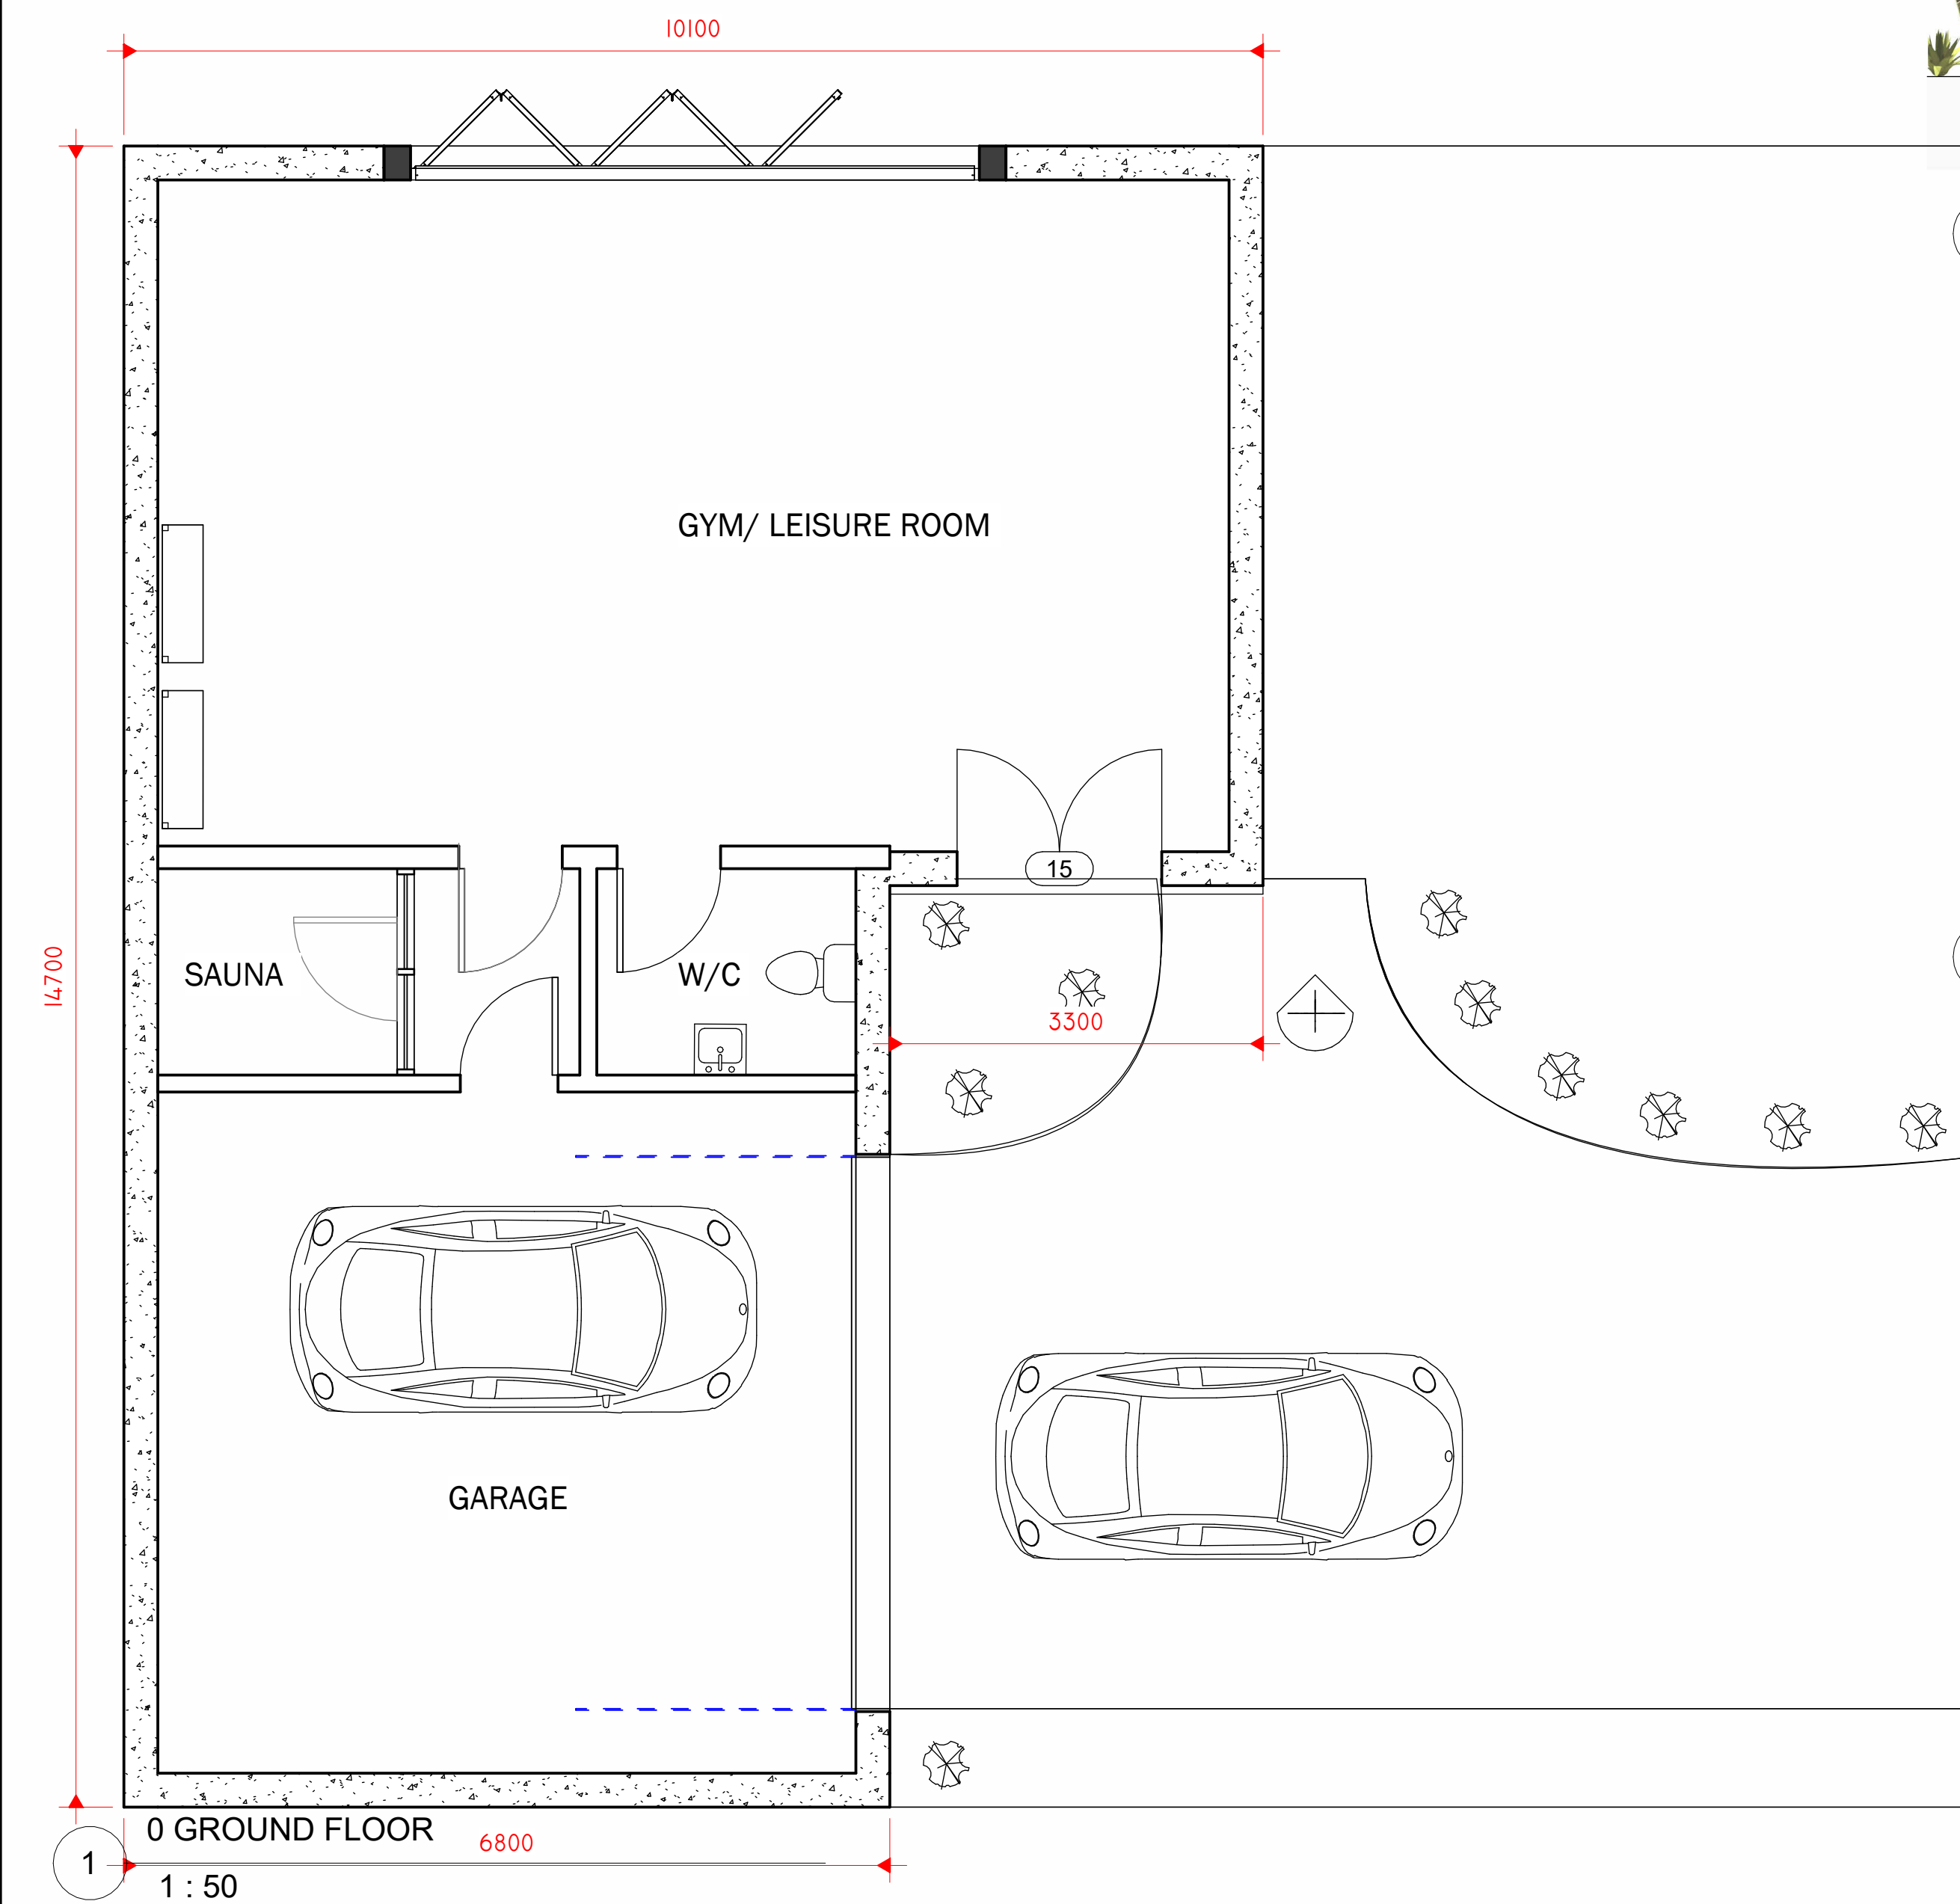 10100
GYM/ LEISURE ROOM
15
14700
SAUNA
W/C
3300
GARAGE
0 GROUND FLOOR
6800
1
1 : 50